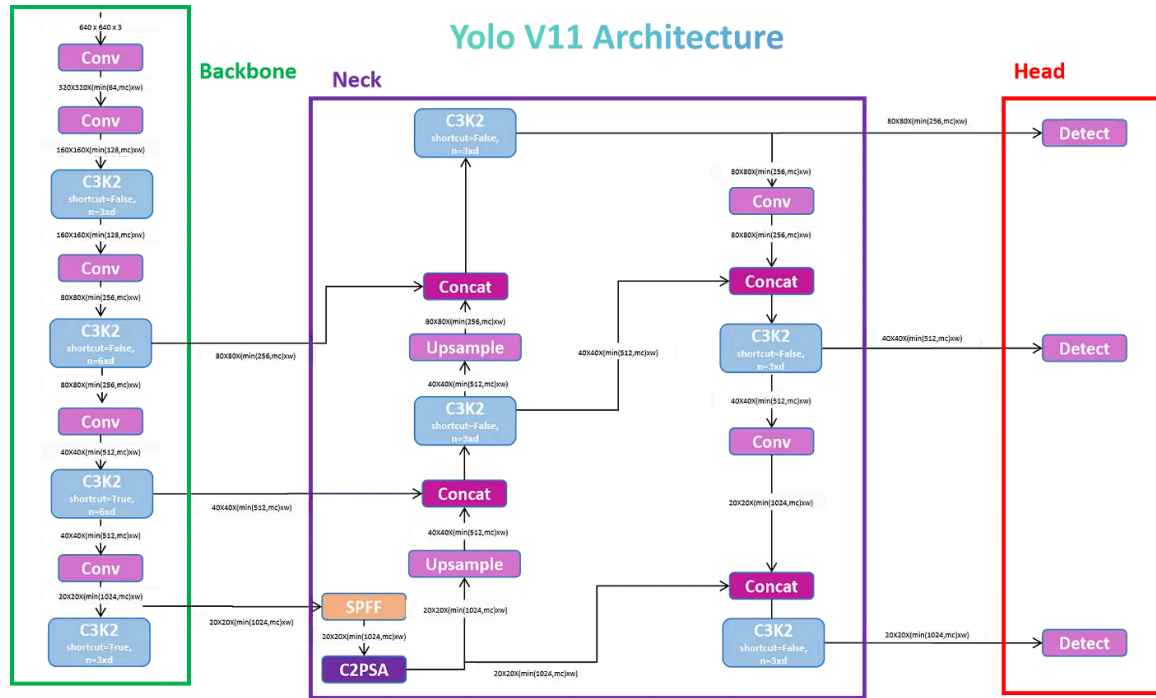 Yolo V11 Architecture
Backbone
640 x 640 x 3
Conv
320X320X(min(64,mc)xw)
Conv
160X160X(min(128,mc)xw)
C3K2
shortcut=False,
n=3xd
160X160X(min(128,mc)xw)
Conv
80X80X(min(256,mc)xw)
C3K2
shortcut=False,
n=6xd
80X80X(min(256,mc)xw)
80X80X(min(256,mc)xw)
Conv
40X40X(min(512,mc)xw)
C3K2
shortcut=True,
n=6xd
40X40X(min(512,mc)xw)
40X40X(min(512,mc)xw)
Conv
20X20X(min(1024,mc)xw)
20X20X(min(1024,mc)xw)
C3K2
shortcut=True,
n=3xd
Neck
C3K2
shortcut=False,
n=3xd
Concat
80X80X(min(256,mc)xw)
Upsample
40X40X(min(512,mc)xw)
C3K2
shortcut=False,
n=3xd
Concat
40X40X(min(512,mc)xw)
Upsample
20X20X(min(1024,mc)xw)
SPFF
20X20X(min(1024,mc)xw)
C2PSA
20X20X(min(1024,mc)xw)
40X40X(min(512,mc)xw)
80X80X(min(256,mc)xw)
Conv
80X80X(min(256,mc)xw)
Concat
C3K2
shortcut=False,
n=3xd
40X40X(min(512,mc)xw)
Conv
20X20X(min(1024,mc)xw)
Concat
C3K2
shortcut=False,
n=3xd
Head
80X80X(min(256,mc)xw)
Detect
40X40X(min(512,mc)xw)
Detect
20X20X(min(1024,mc)xw)
Detect